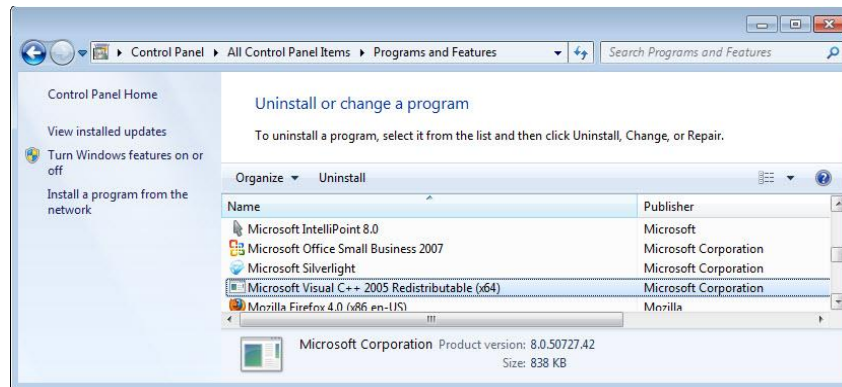 Control Panel ▸ All Control Panel Items ▸ Programs and Features
Search Programs and Features
Control Panel Home
View installed updates
Turn Windows features on or
off
Install a program from the
network
Uninstall or change a program
To uninstall a program, select it from the list and then click Uninstall, Change, or Repair.
Organize Uninstall
Name Publisher
Microsoft IntelliPoint 8.0 Microsoft
Microsoft Office Small Business 2007 Microsoft Corporation
Microsoft Silverlight Microsoft Corporation
Microsoft Visual C++ 2005 Redistributable (x64) Microsoft Corporation
Mozilla Firefox 4.0 (x86 en-US) Mozilla
Microsoft Corporation Product version: 8.0.50727.42
Size: 838 KB